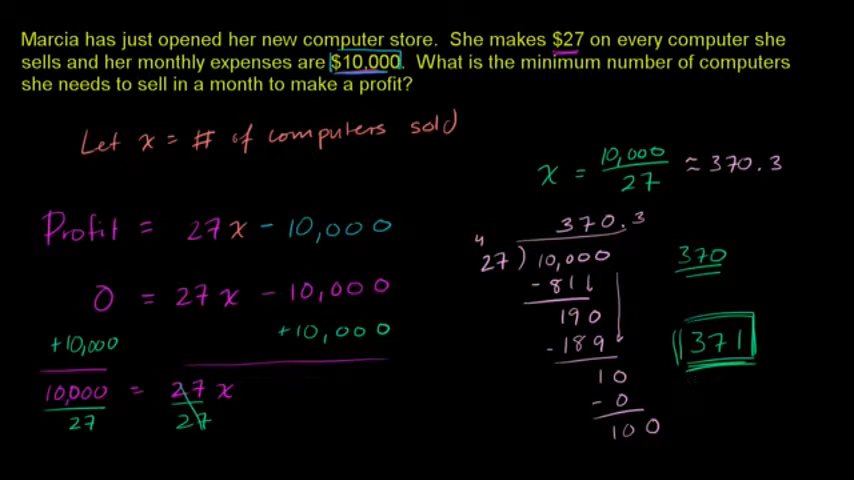 Marcia has just opened her new computer store. She makes $27 on every computer she
sells and her monthly expenses are $10,000. What is the minimum number of computers
she needs to sell in a month to make a profit?
Let x = # of computers sold
Profit = 27x - 10,000
0 = 27x - 10,000
+10,000 +10,000
10,000 = 27x
27 27
x = 10,000 ≈ 370.3
27
370.3
4
27 ) 10,000
- 811
190
- 189
10
- 0
100
370
371